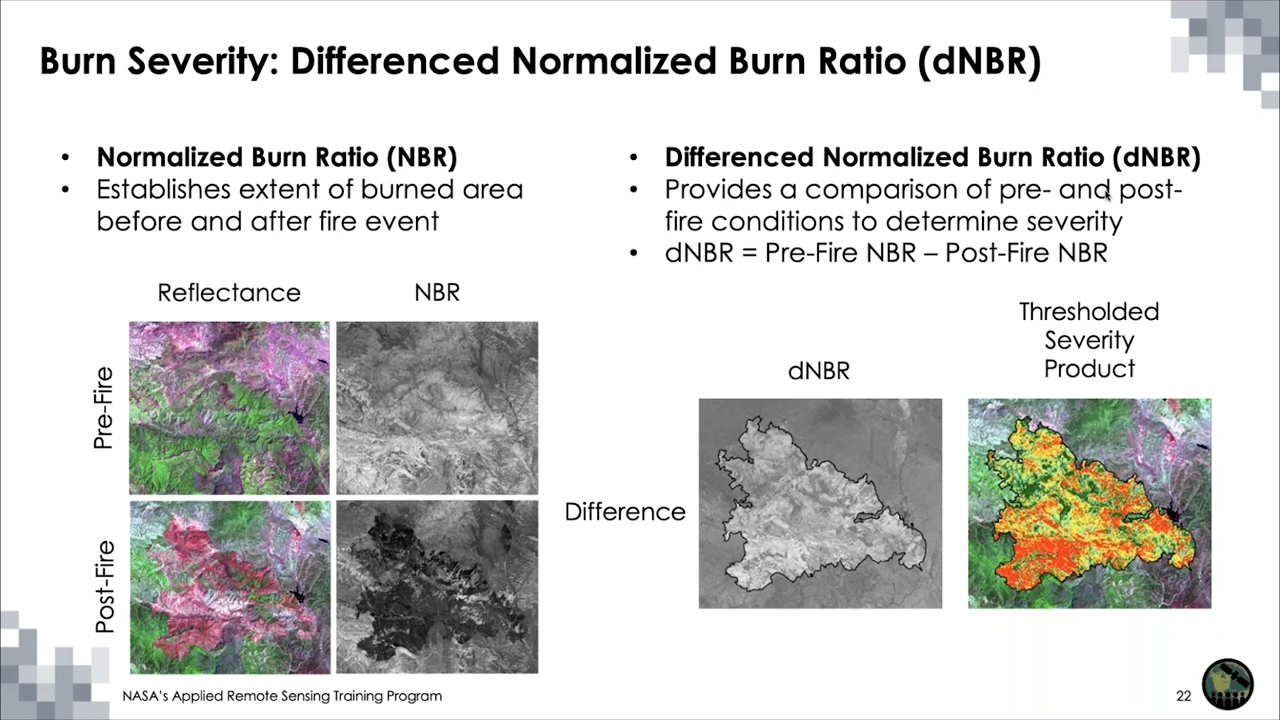 Burn Severity: Differenced Normalized Burn Ratio (dNBR)
• Normalized Burn Ratio (NBR)
• Establishes extent of burned area
before and after fire event
Reflectance
NBR
Pre-Fire
Post-Fire
• Differenced Normalized Burn Ratio (dNBR)
• Provides a comparison of pre- and post-
fire conditions to determine severity
• dNBR = Pre-Fire NBR – Post-Fire NBR
dNBR
Thresholded
Severity
Product
Difference
NASA's Applied Remote Sensing Training Program
22